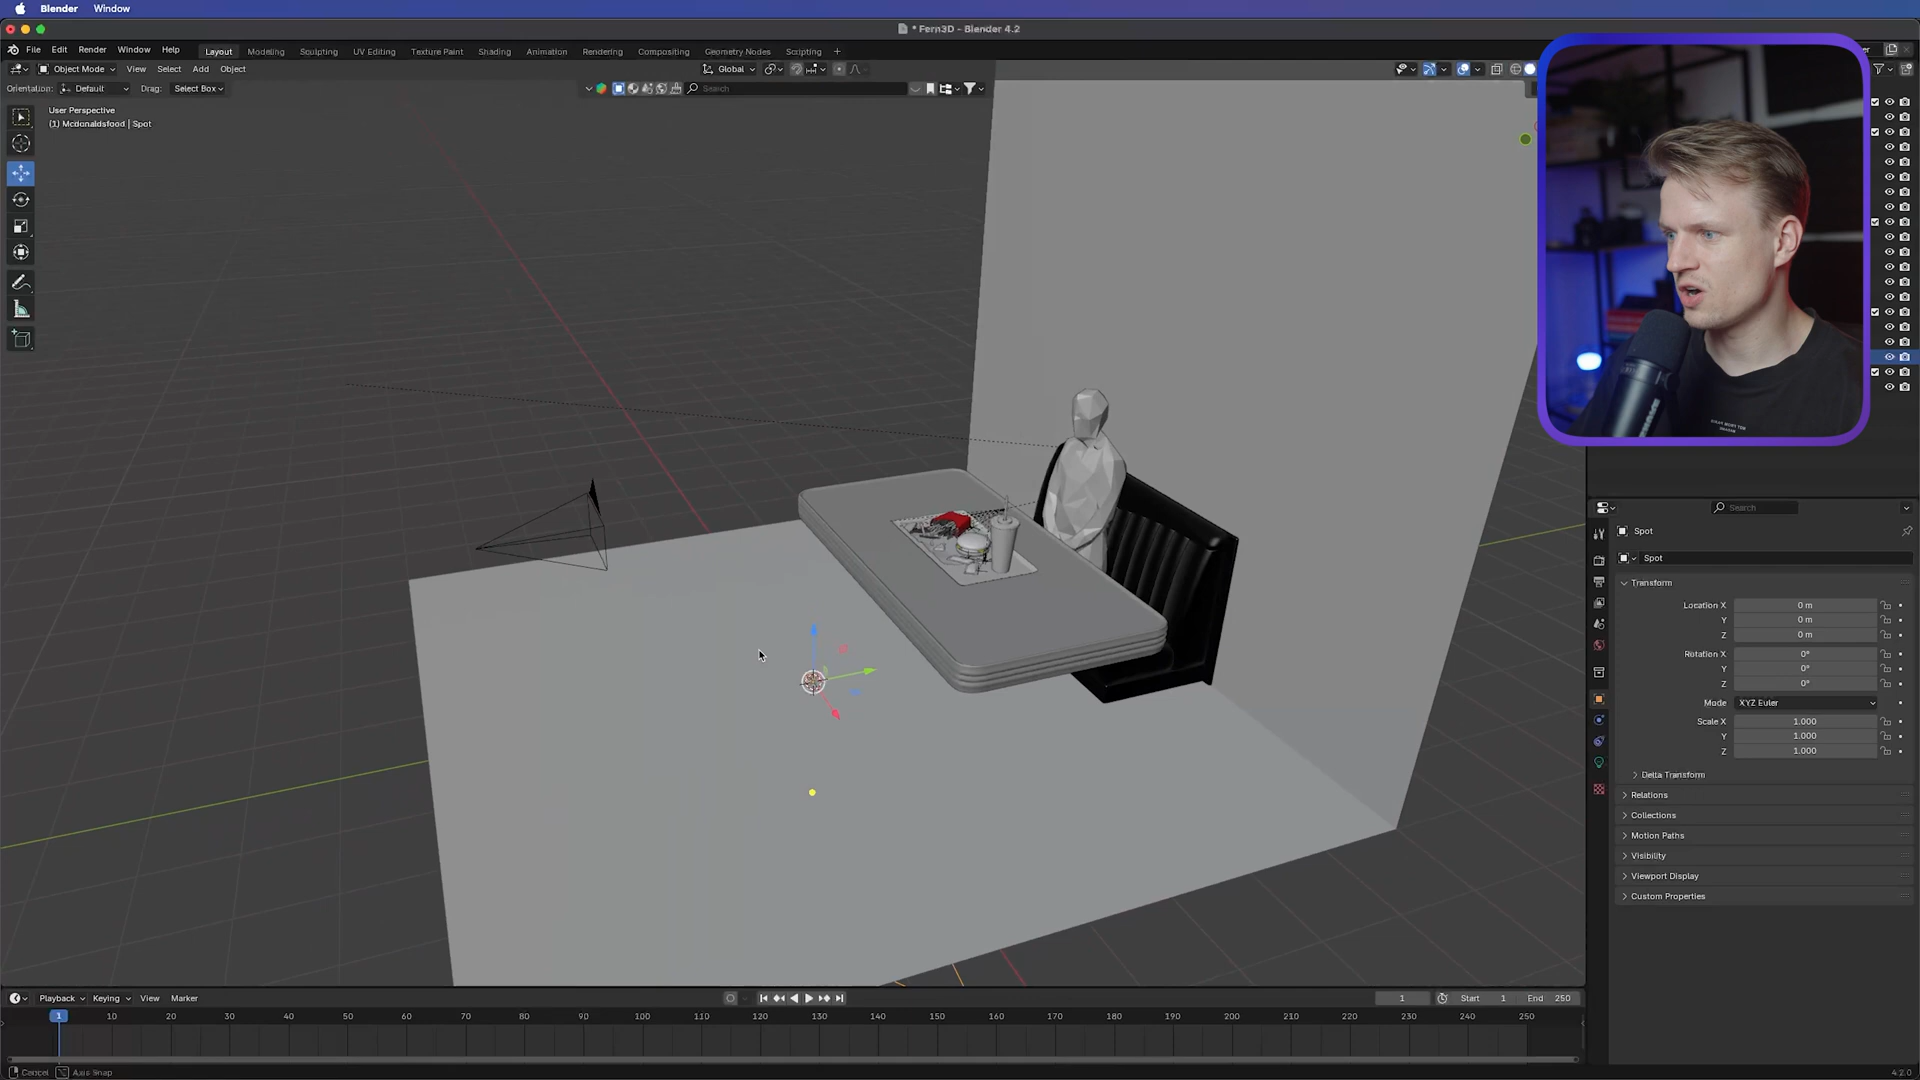 Blender Window
* Fern3D - Blender 4.2
File Edit Render Window Help Layout Modeling Sculpting UV Editing Texture Paint Shading Animation Rendering Compositing Geometry Nodes Scripting +
Object Mode View Select Add Object Global
Orientation: Default Drag: Select Box Search
User Perspective
(1) Mcdonaldsfood | Spot
Search
Spot
Spot
Transform
Location X 0 m
Y 0 m
Z 0 m
Rotation X 0°
Y 0°
Z 0°
Mode XYZ Euler
Scale X 1.000
Y 1.000
Z 1.000
Delta Transform
Relations
Collections
Motion Paths
Visibility
Viewport Display
Custom Properties
Playback Keying View Marker 1 Start 1 End 250
1 10 20 30 40 50 60 70 80 90 100 110 120 130 140 150 160 170 180 190 200 210 220 230 240 250
Cancel Axis Snap 4.2.0